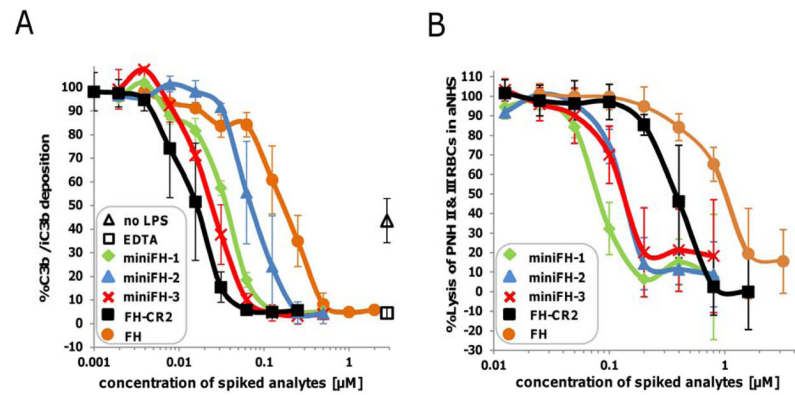 A
%C3b /iC3b deposition
100
90
80
70
60
50
40
30
20
10
0
-10
0.001 0.01 0.1 1
concentration of spiked analytes [µM]
no LPS
EDTA
miniFH-1
miniFH-2
miniFH-3
FH-CR2
FH
B
%Lysis of PNH II & III RBCs in aNHS
110
100
90
80
70
60
50
40
30
20
10
0
-10
-20
-30
0.01 0.1 1
concentration of spiked analytes [µM]
miniFH-1
miniFH-2
miniFH-3
FH-CR2
FH